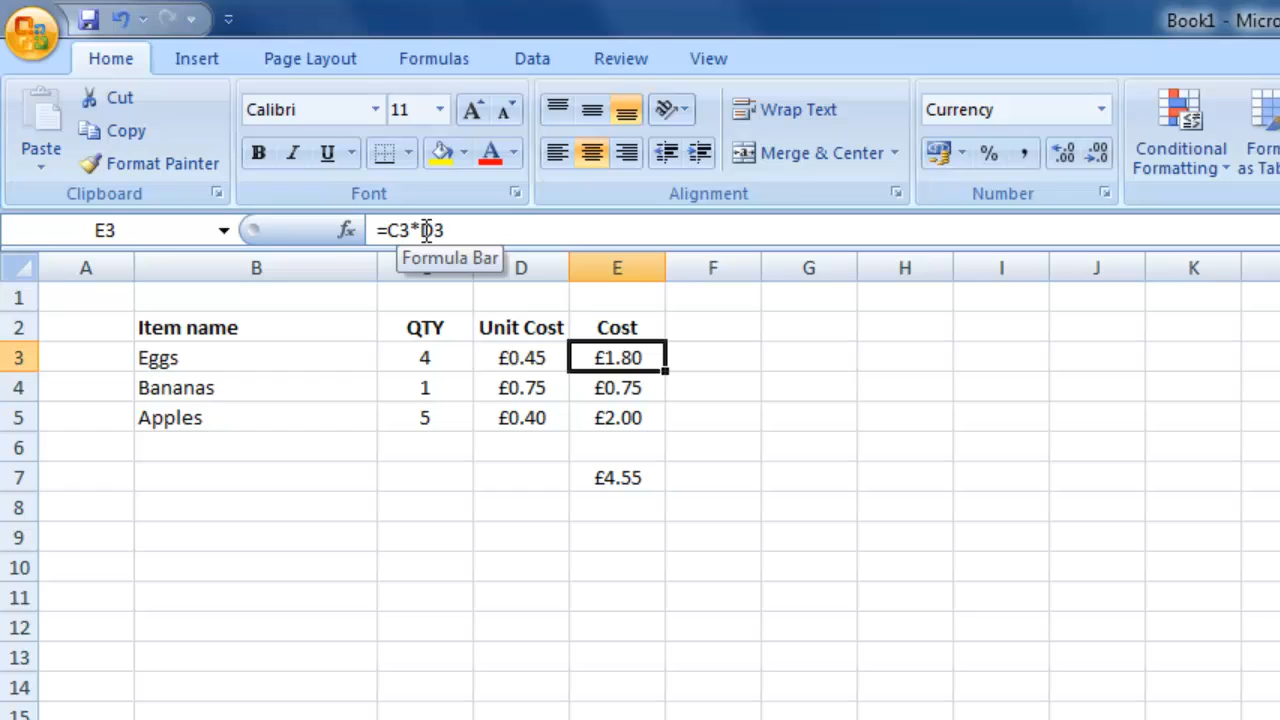 Book1 - Micro
Home Insert Page Layout Formulas Data Review View
Cut
Copy
Format Painter
Paste
Clipboard
Calibri 11
B I U A
Font
Wrap Text
Merge & Center
Alignment
Currency
% , .00 .0
Number
Conditional
Formatting
Form
as Tab
E3 fx =C3*D3
Formula Bar
A B D E F G H I J K
1
2 Item name QTY Unit Cost Cost
3 Eggs 4 £0.45 £1.80
4 Bananas 1 £0.75 £0.75
5 Apples 5 £0.40 £2.00
6
7 £4.55
8
9
10
11
12
13
14
15